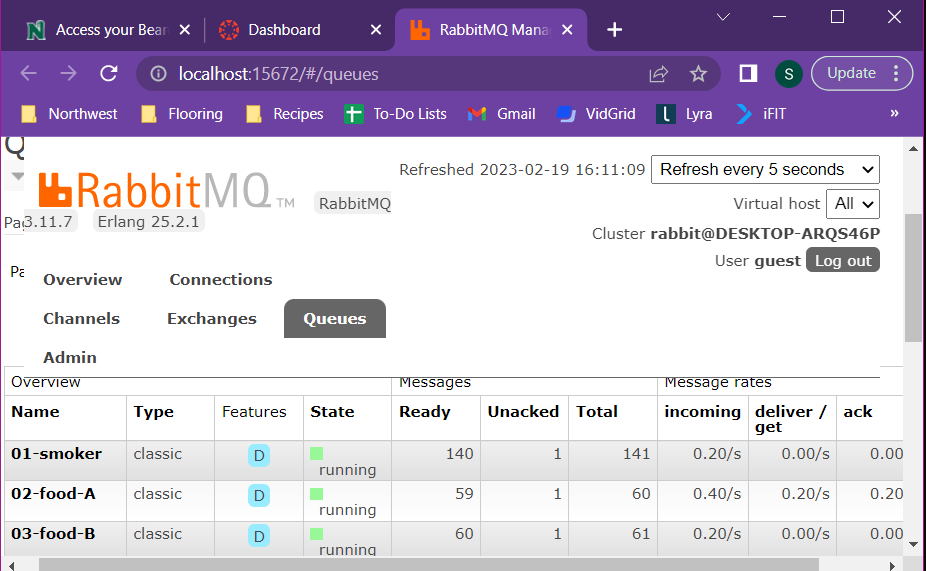 Access your Bear
Dashboard
RabbitMQ Mana
localhost:15672/#/queues
S
Update
Northwest
Flooring
Recipes
To-Do Lists
Gmail
VidGrid
Lyra
iFIT
»
Q
RabbitMQ TM
RabbitMQ
3.11.7
Erlang 25.2.1
Refreshed 2023-02-19 16:11:09
Refresh every 5 seconds
Virtual host All
Cluster rabbit@DESKTOP-ARQS46P
User guest Log out
Pag
Pa
Overview Connections
Channels Exchanges Queues
Admin
Overview Messages Message rates
Name Type Features State Ready Unacked Total incoming deliver / get ack
01-smoker classic D running 140 1 141 0.20/s 0.00/s 0.00
02-food-A classic D running 59 1 60 0.40/s 0.20/s 0.20
03-food-B classic D running 60 1 61 0.20/s 0.00/s 0.00